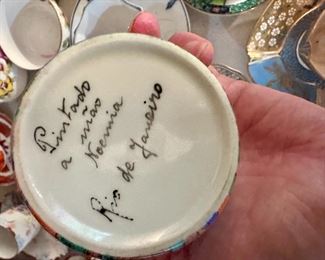 Pintado
a mão
Noemia
Rio de Janeiro